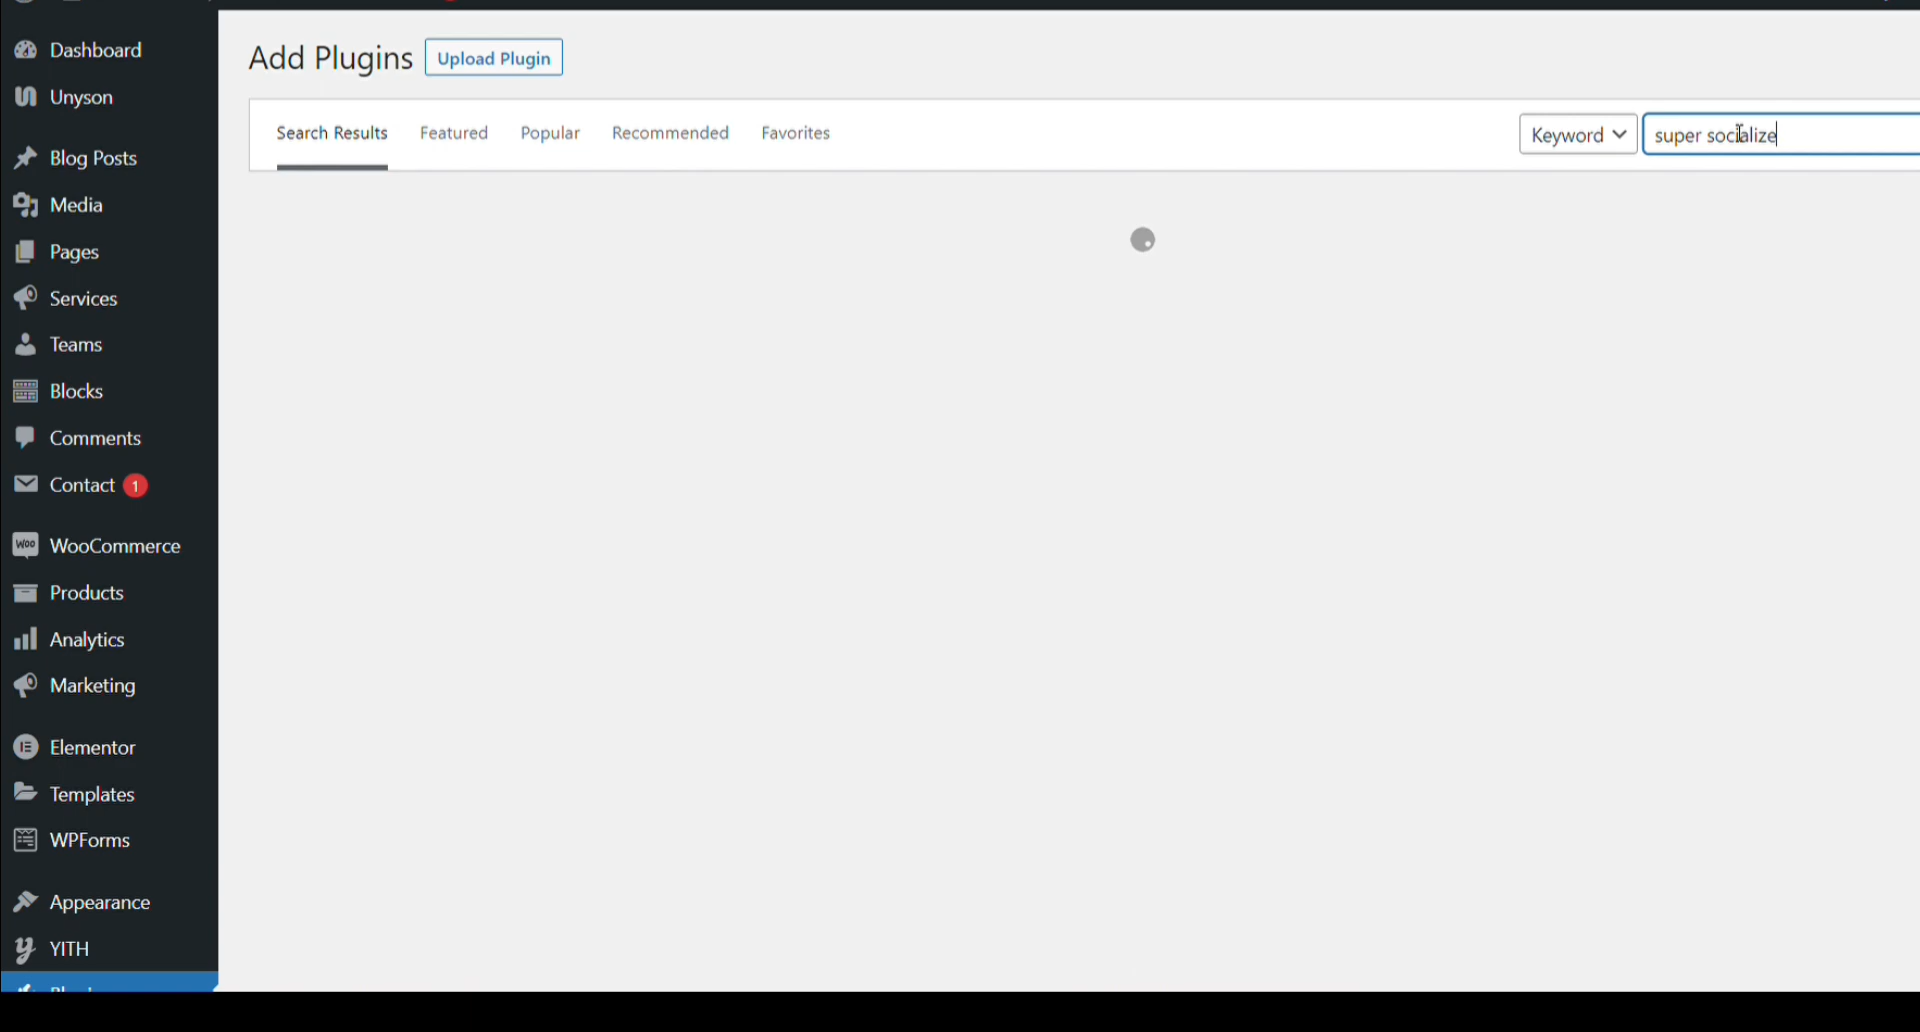 Dashboard
Unyson
Blog Posts
Media
Pages
Services
Teams
Blocks
Comments
Contact 1
WooCommerce
Products
Analytics
Marketing
Elementor
Templates
WPForms
Appearance
YITH
Add Plugins Upload Plugin
Search Results Featured Popular Recommended Favorites Keyword super socialize